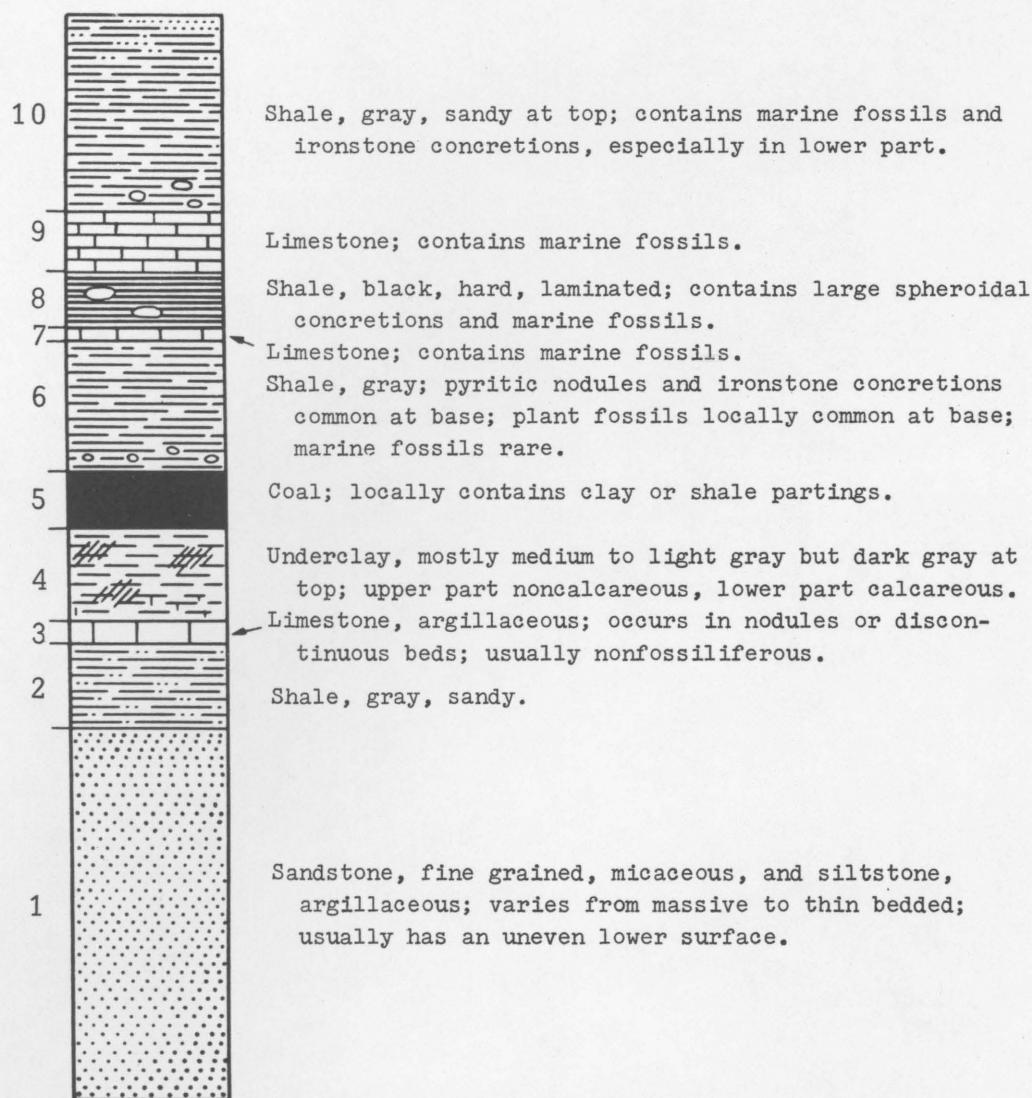 10
Shale, gray, sandy at top; contains marine fossils and
ironstone concretions, especially in lower part.
9
Limestone; contains marine fossils.
8
Shale, black, hard, laminated; contains large spheroidal
concretions and marine fossils.
7
Limestone; contains marine fossils.
6
Shale, gray; pyritic nodules and ironstone concretions
common at base; plant fossils locally common at base;
marine fossils rare.
5
Coal; locally contains clay or shale partings.
4
Underclay, mostly medium to light gray but dark gray at
top; upper part noncalcareous, lower part calcareous.
3
Limestone, argillaceous; occurs in nodules or discon-
tinuous beds; usually nonfossiliferous.
2
Shale, gray, sandy.
1
Sandstone, fine grained, micaceous, and siltstone,
argillaceous; varies from massive to thin bedded;
usually has an uneven lower surface.